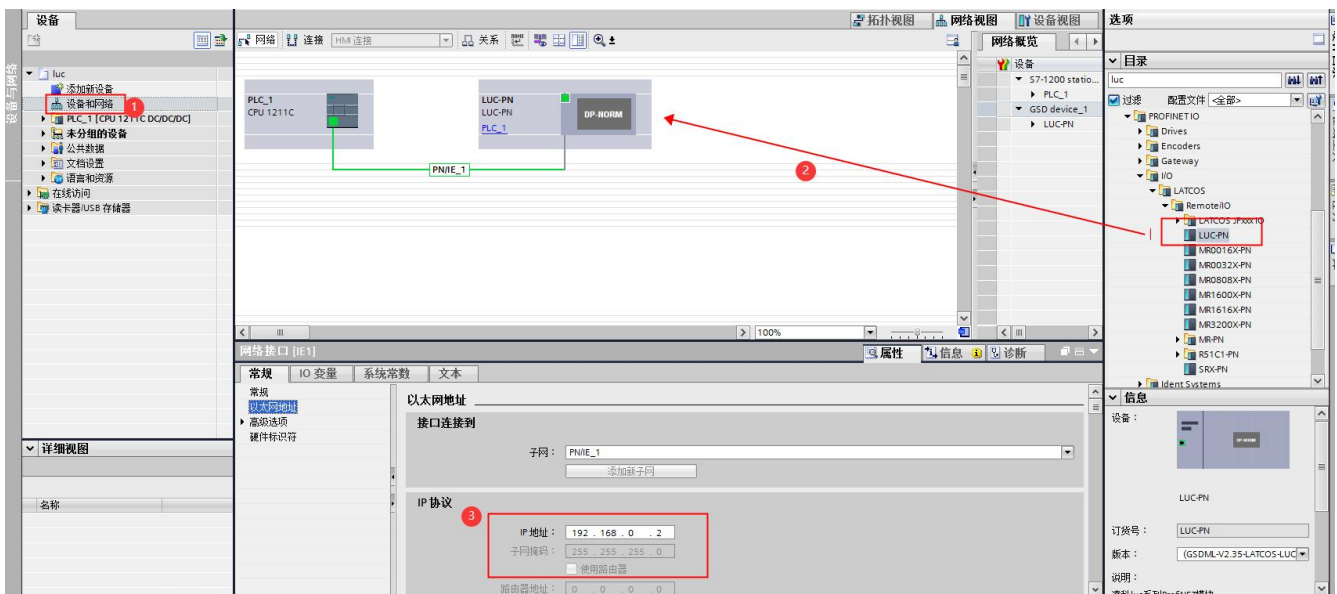 设备
拓扑视图
网络视图
设备视图
选项
网络
连接
HMI 连接
关系
网络概览
目录
设备与网络
luc
添加新设备
设备和网络
1
PLC_1 [CPU 1211C DC/DC/DC]
未分组的设备
公共数据
文档设置
语言和资源
在线访问
读卡器/USB 存储器
PLC_1
CPU 1211C
LUC-PN
LUC-PN
PLC_1
DP-NORM
PN/IE_1
2
设备
S7-1200 statio...
PLC_1
GSD device_1
LUC-PN
luc
过滤
配置文件
<全部>
PROFINET IO
Drives
Encoders
Gateway
I/O
LATCOS
Remote/IO
LATCOS JPxxx IO
LUC-PN
MR0016X-PN
MR0032X-PN
MR0808X-PN
MR1600X-PN
MR1616X-PN
MR3200X-PN
MR-PN
R51C1-PN
SRX-PN
Ident Systems
100%
网络接口 [IE1]
属性
信息
诊断
常规
IO 变量
系统常数
文本
常规
以太网地址
高级选项
硬件标识符
以太网地址
接口连接到
子网：
PN/IE_1
添加新子网
IP 协议
3
IP 地址：
192 . 168 . 0 . 2
子网掩码：
255 . 255 . 255 . 0
使用路由器
路由器地址：
0 . 0 . 0 . 0
详细视图
名称
信息
设备：
DP-NORM
LUC-PN
订货号：
LUC-PN
版本：
(GSDML-V2.35-LATCOS-LUC
说明：